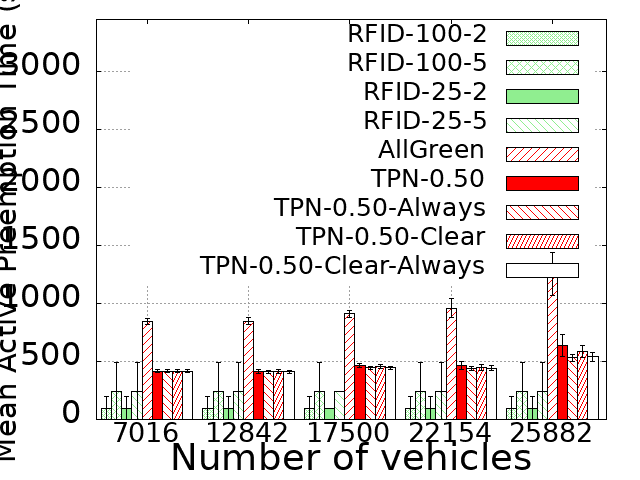 Mean Active Preemption Time (s
3000
2500
2000
1500
1000
500
0
RFID-100-2
RFID-100-5
RFID-25-2
RFID-25-5
AllGreen
TPN-0.50
TPN-0.50-Always
TPN-0.50-Clear
TPN-0.50-Clear-Always
7016 12842 17500 22154 25882
Number of vehicles